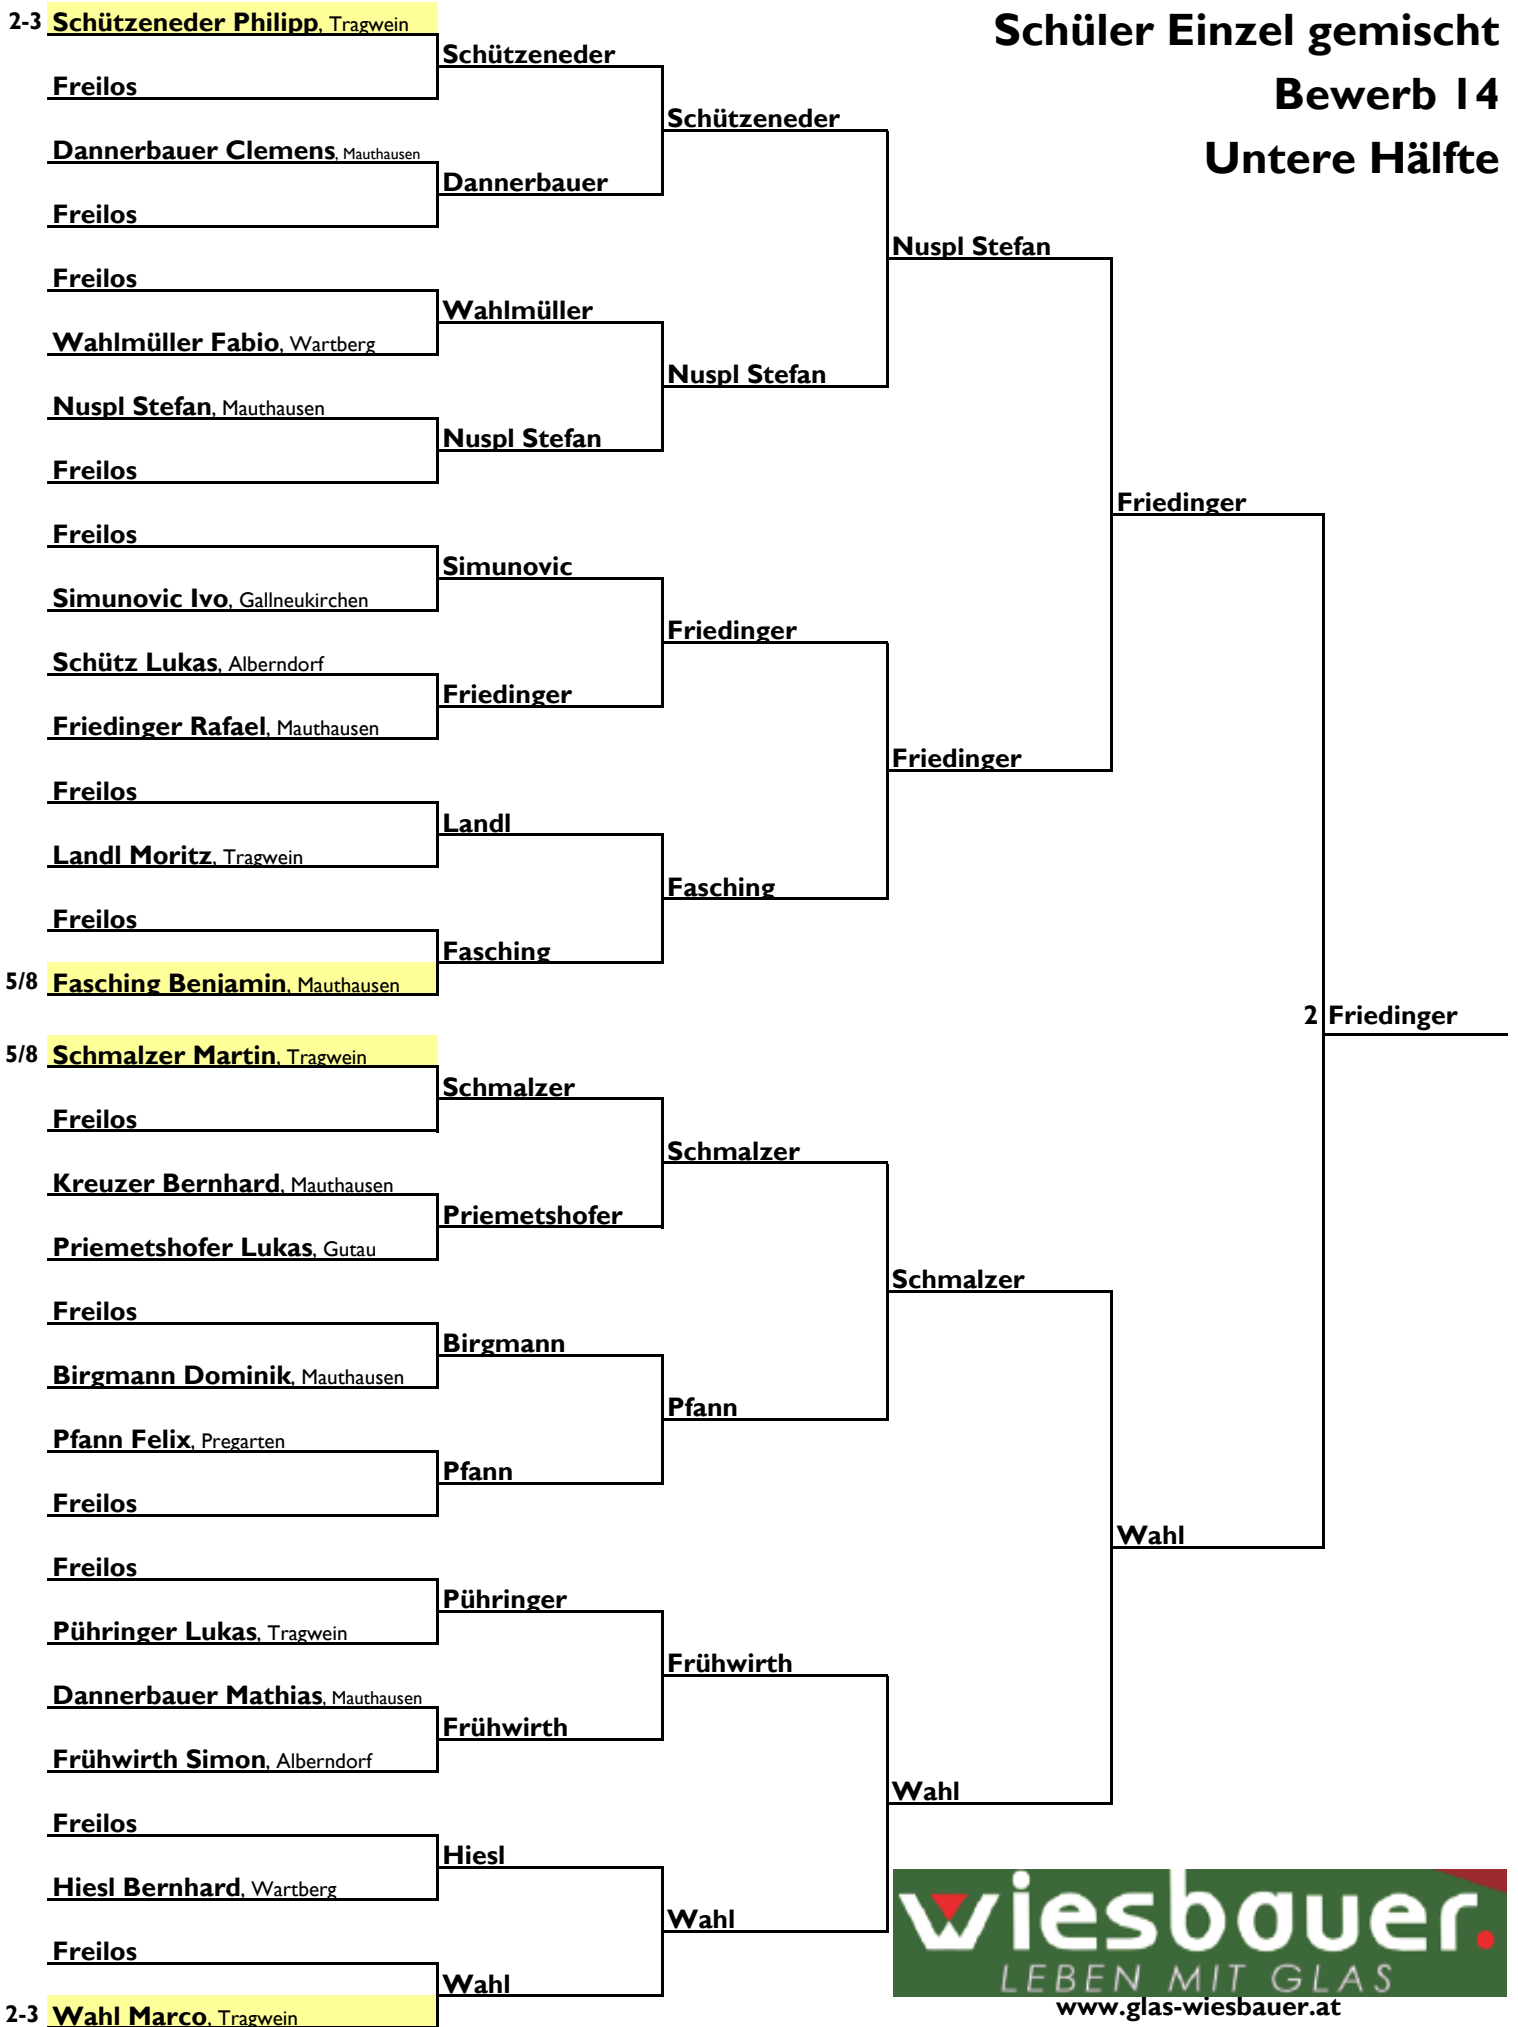 2-3 Schützeneder Philipp, Tragwein
Schüler Einzel gemischt
Schützeneder
Freilos
Bewerb 14
Schützeneder
Dannerbauer Clemens, Mauthausen
Untere Hälfte
Dannerbauer
Freilos
Nuspl Stefan
Freilos
Wahlmüller
Wahlmüller Fabio, Wartberg
Nuspl Stefan
Nuspl Stefan, Mauthausen
Nuspl Stefan
Freilos
Friedinger
Freilos
Simunovic
Simunovic Ivo, Gallneukirchen
Friedinger
Schütz Lukas, Alberndorf
Friedinger
Friedinger Rafael, Mauthausen
Friedinger
Freilos
Landl
Landl Moritz, Tragwein
Fasching
Freilos
Fasching
5/8 Fasching Benjamin, Mauthausen
2 Friedinger
5/8 Schmalzer Martin, Tragwein
Schmalzer
Freilos
Schmalzer
Kreuzer Bernhard, Mauthausen
Priemetshofer
Priemetshofer Lukas, Gutau
Schmalzer
Freilos
Birgmann
Birgmann Dominik, Mauthausen
Pfann
Pfann Felix, Pregarten
Pfann
Freilos
Wahl
Freilos
Pühringer
Pühringer Lukas, Tragwein
Frühwirth
Dannerbauer Mathias, Mauthausen
Frühwirth
Frühwirth Simon, Alberndorf
Wahl
Freilos
Hiesl
Hiesl Bernhard, Wartberg
Wahl
Freilos
Wahl
2-3 Wahl Marco, Tragwein
wiesbauer.
LEBEN MIT GLAS
www.glas-wiesbauer.at